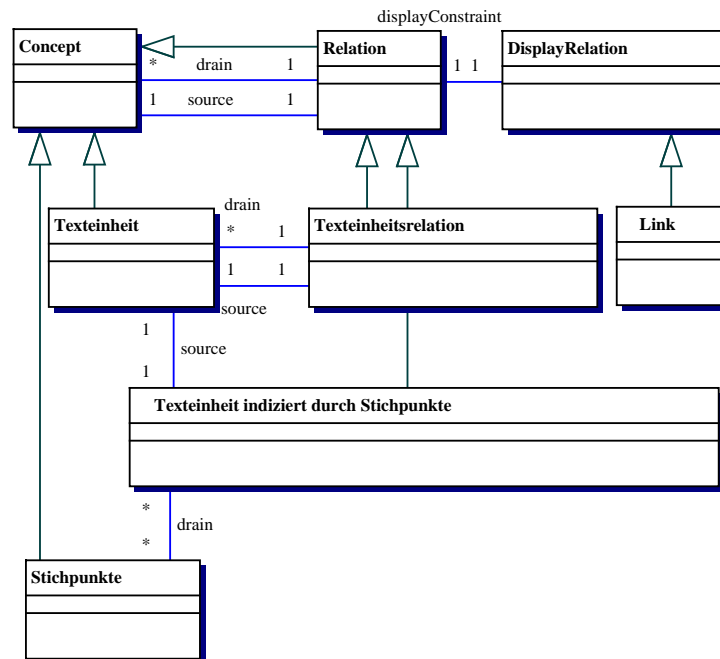 displayConstraint
Concept
Relation
DisplayRelation
* drain 1
1 1
1 source 1
Texteinheit
drain
Texteinheitsrelation
Link
* 1
1 1
source
1
source
1
Texteinheit indiziert durch Stichpunkte
*
drain
*
Stichpunkte